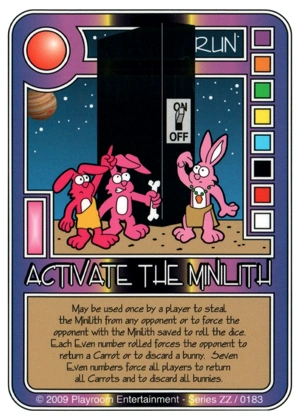 RUN
ON
OFF
ACTIVATE THE MINILITH
May be used once by a player to steal
the Minilith from any opponent or to force the
opponent with the Minilith saved to roll the dice.
Each Even number rolled forces the opponent to
return a Carrot or to discard a bunny. Seven
Even numbers force all players to return
all Carrots and to discard all bunnies.
© 2009 Playroom Entertainment - Series ZZ / 0183